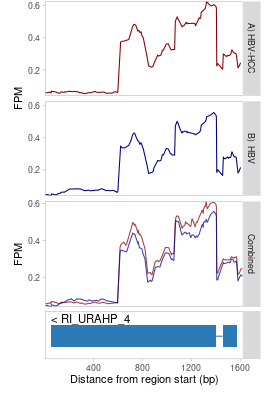 0.6
0.4
0.2
A) HBV-HCC
FPM
0.6
0.4
0.2
B) HBV
0.6
0.4
0.2
FPM
Combined
< RI_URAHP_4
400
800
1200
1600
Distance from region start (bp)